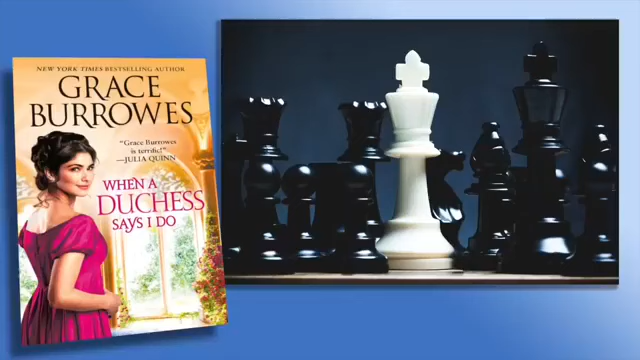 NEW YORK TIMES BESTSELLING AUTHOR
GRACE
BURROWES
"Grace Burrowes
is terrific!"
—JULIA QUINN
WHEN A
DUCHESS
SAYS I DO